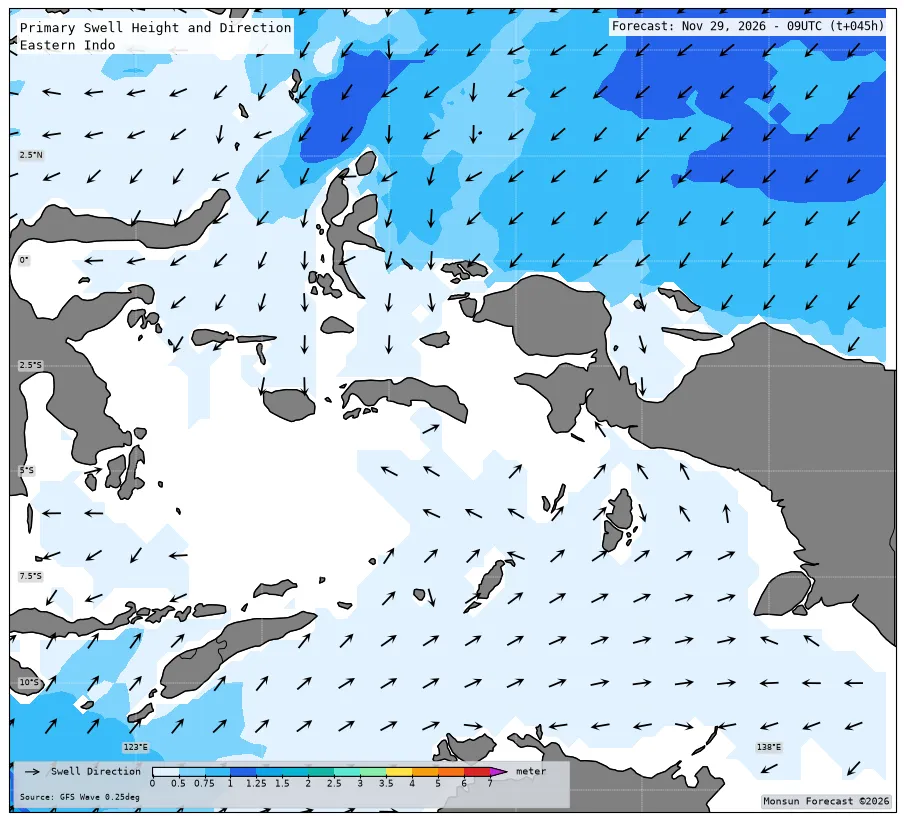 Primary Swell Height and Direction
Eastern Indo
Forecast: Nov 29, 2026 - 09UTC (t+045h)
2.5°N
0°
2.5°S
5°S
7.5°S
10°S
123°E
138°E
Swell Direction
0 0.5 0.75 1 1.25 1.5 2 2.5 3 3.5 4 5 6 7
meter
Source: GFS Wave 0.25deg
Monsun Forecast ©2026